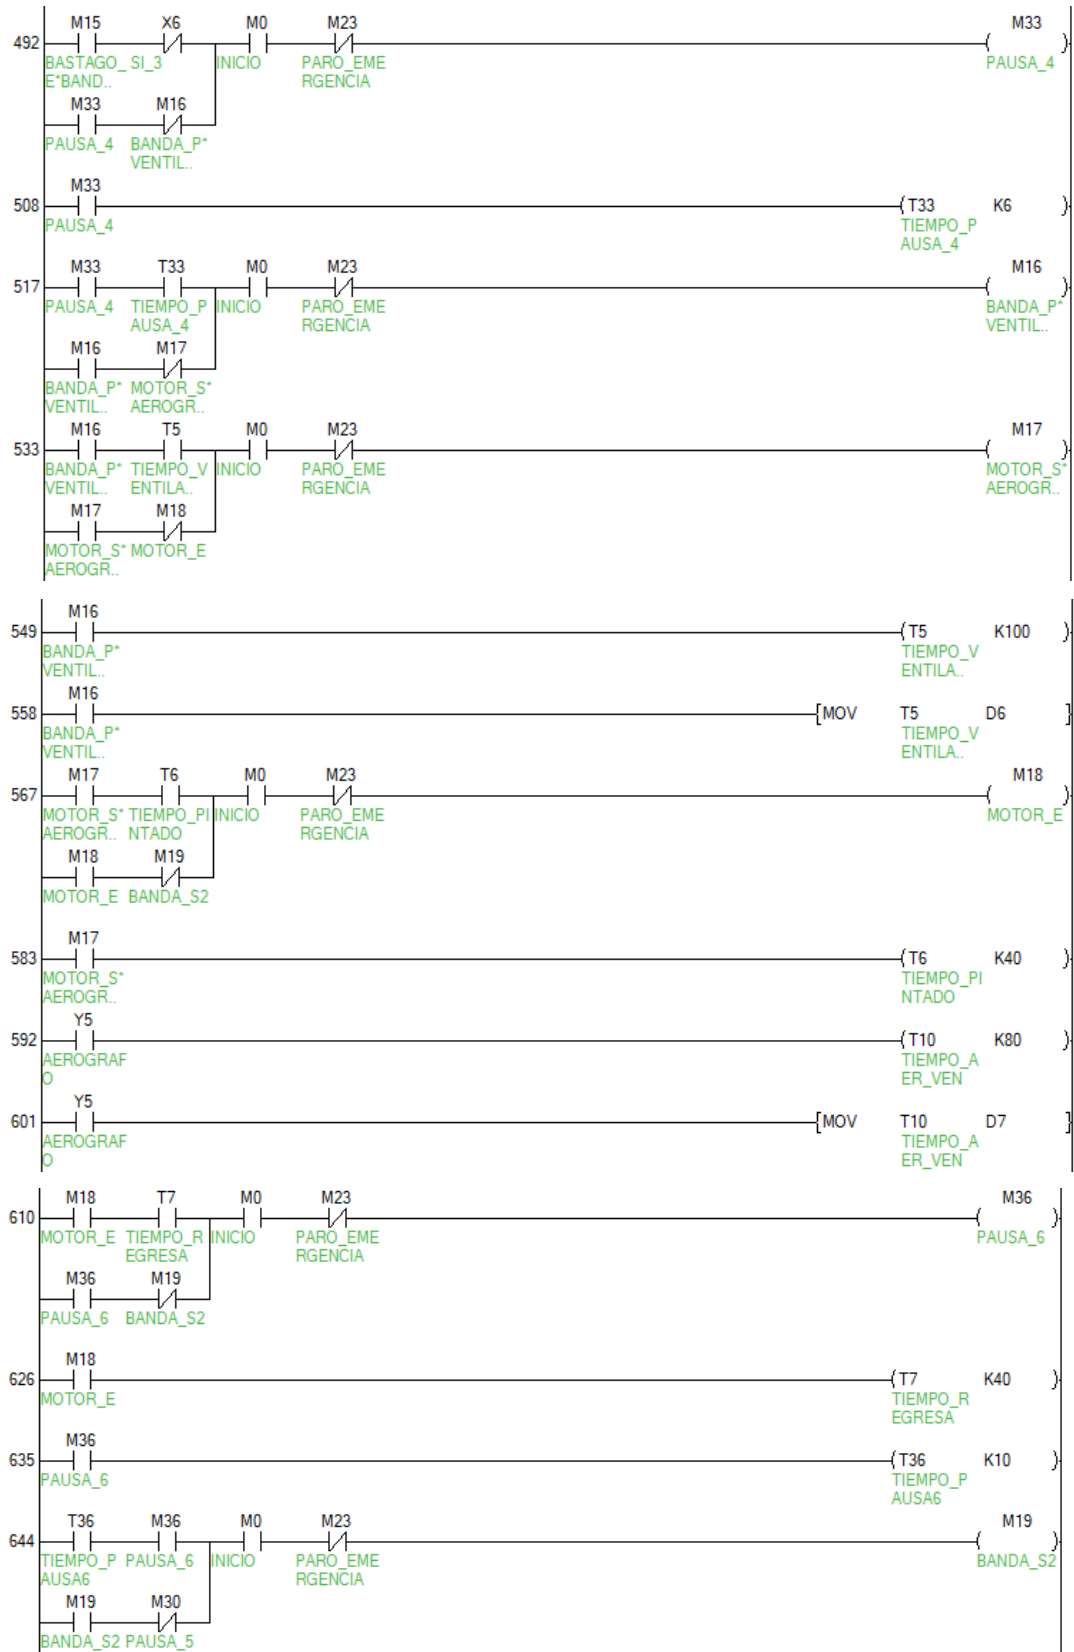 M15 X6 M0 M23 M33
492
BASTAGO_ SI_3 INICIO PARO_EME PAUSA_4
E*BAND.. RGENCIA
M33 M16
PAUSA_4 BANDA_P*
VENTIL..
M33
508 T33 K6
PAUSA_4 TIEMPO_P
AUSA_4
M33 T33 M0 M23 M16
517
PAUSA_4 TIEMPO_P INICIO PARO_EME BANDA_P*
AUSA_4 RGENCIA VENTIL..
M16 M17
BANDA_P* MOTOR_S*
VENTIL.. AEROGR..
M16 T5 M0 M23 M17
533
BANDA_P* TIEMPO_V INICIO PARO_EME MOTOR_S*
VENTIL.. ENTILA.. RGENCIA AEROGR..
M17 M18
MOTOR_S* MOTOR_E
AEROGR..
M16
549 T5 K100
BANDA_P* TIEMPO_V
VENTIL.. ENTILA..
M16
558 MOV T5 D6
BANDA_P* TIEMPO_V
VENTIL.. ENTILA..
M17 T6 M0 M23 M18
567
MOTOR_S* TIEMPO_PI INICIO PARO_EME MOTOR_E
AEROGR.. NTADO RGENCIA
M18 M19
MOTOR_E BANDA_S2
M17
583 T6 K40
MOTOR_S* TIEMPO_PI
AEROGR.. NTADO
Y5
592 T10 K80
AEROGRAF TIEMPO_A
O ER_VEN
Y5
601 MOV T10 D7
AEROGRAF TIEMPO_A
O ER_VEN
M18 T7 M0 M23 M36
610
MOTOR_E TIEMPO_R INICIO PARO_EME PAUSA_6
EGRESA RGENCIA
M36 M19
PAUSA_6 BANDA_S2
M18
626 T7 K40
MOTOR_E TIEMPO_R
EGRESA
M36
635 T36 K10
PAUSA_6 TIEMPO_P
AUSA6
T36 M36 M0 M23 M19
644
TIEMPO_P PAUSA_6 INICIO PARO_EME BANDA_S2
AUSA6 RGENCIA
M19 M30
BANDA_S2 PAUSA_5